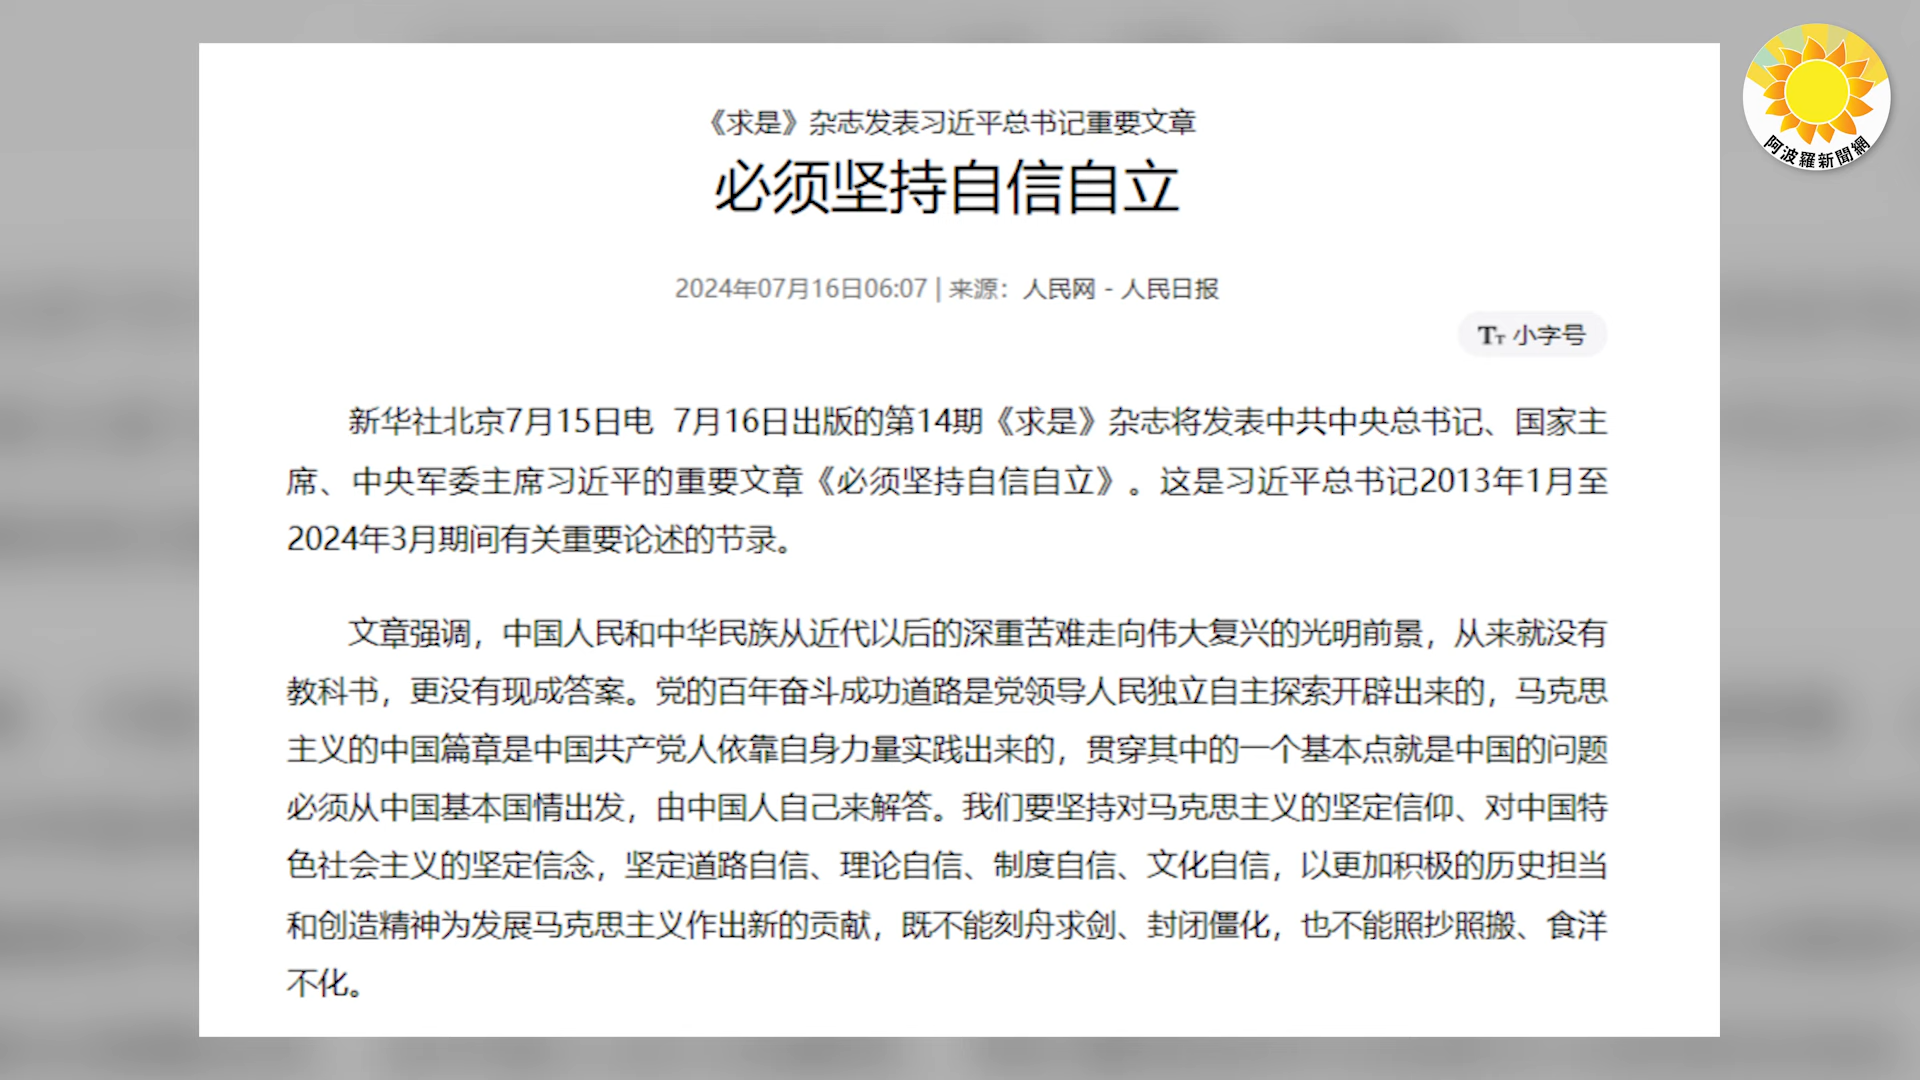 《求是》杂志发表习近平总书记重要文章
必须坚持自信自立
2024年07月16日06:07 | 来源：人民网 - 人民日报
TT 小字号
新华社北京7月15日电 7月16日出版的第14期《求是》杂志将发表中共中央总书记、国家主
席、中央军委主席习近平的重要文章《必须坚持自信自立》。这是习近平总书记2013年1月至
2024年3月期间有关重要论述的节录。
文章强调，中国人民和中华民族从近代以后的深重苦难走向伟大复兴的光明前景，从来就没有
教科书，更没有现成答案。党的百年奋斗成功道路是党领导人民独立自主探索开辟出来的，马克思
主义的中国篇章是中国共产党人依靠自身力量实践出来的，贯穿其中的一个基本点就是中国的问题
必须从中国基本国情出发，由中国人自己来解答。我们要坚持对马克思主义的坚定信仰、对中国特
色社会主义的坚定信念，坚定道路自信、理论自信、制度自信、文化自信，以更加积极的历史担当
和创造精神为发展马克思主义作出新的贡献，既不能刻舟求剑、封闭僵化，也不能照抄照搬、食洋
不化。
阿波羅新聞網